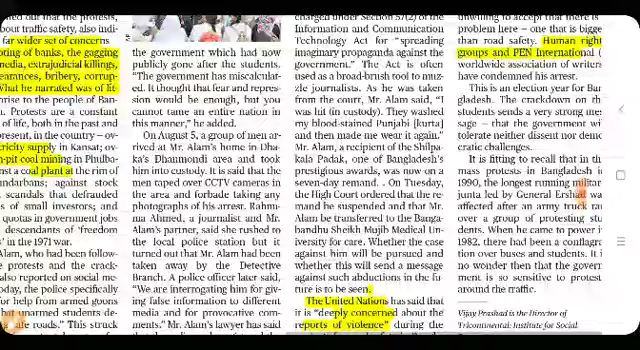 ned out that the protests,
bout traffic safety, also indi-
far wider set of concerns
oting of banks, the gagging
media, extrajudicial killings,
earances, bribery, corrup-
What he narrated was of lit-
prise to the people of Ban-
. Protests are a constant
of life, both in the past and
present, in the country – ov-
tricity supply in Kansat; ov-
n-pit coal mining in Phulba-
nst a coal plant at the rim of
undarbans; against stock
scandals that defrauded
s of small investors; and
quotas in government jobs
descendants of 'freedom
s' in the 1971 war.
Alam, who had been follow-
e protests and the crack-
also reported on social me-
oday, the police specifically
for help from armed goons
unarmed students de-
safe roads." This struck
the government which had now
publicly gone after the students.
"The government has miscalculat-
ed. It thought that fear and repres-
sion would be enough, but you
cannot tame an entire nation in
this manner," he added.
On August 5, a group of men ar-
rived at Mr. Alam's home in Dha-
ka's Dhanmondi area and took
him into custody. It is said that the
men taped over CCTV cameras in
the area and forbade taking any
photographs of his arrest. Rahnu-
ma Ahmed, a journalist and Mr.
Alam's partner, said she rushed to
the local police station but it
turned out that Mr. Alam had been
taken away by the Detective
Branch. A police officer later said,
"We are interrogating him for giv-
ing false information to different
media and for provocative com-
ments." Mr. Alam's lawyer has said
charged under Section 57(2) of the
Information and Communication
Technology Act for "spreading
imaginary propaganda against the
government." The Act is often
used as a broad-brush tool to muz-
zle journalists. As he was taken
from the court, Mr. Alam said, "I
was hit (in custody). They washed
my blood-stained Punjabi (kurta)
and then made me wear it again."
Mr. Alam, a recipient of the Shilpa-
kala Padak, one of Bangladesh's
prestigious awards, was now on a
seven-day remand. . On Tuesday,
the High Court ordered that the re-
mand be suspended and that Mr.
Alam be transferred to the Banga-
bandhu Sheikh Mujib Medical Un-
iversity for care. Whether the case
against him will be pursued and
whether this will send a message
against such abductions in the fu-
ture is to be seen.
The United Nations has said that
it is "deeply concerned about the
reports of violence" during the
unwilling to accept that there is
problem here – one that is bigge
than road safety. Human right
groups and PEN International (
worldwide association of writers
have condemned his arrest.
This is an election year for Ban
gladesh. The crackdown on th
students sends a very strong mes
sage – that the government wi
tolerate neither dissent nor demo
cratic challenges.
It is fitting to recall that in th
mass protests in Bangladesh i
1990, the longest running militar
junta led by General Ershad wa
affected after an army truck ra
over a group of protesting stu
dents. When he came to power i
1982, there had been a conflagra
tion over buses and students. It i
no wonder then that the govern
ment is so sensitive to protest
around the traffic.
Vijay Prashad is the Director of
Tricontinental: Institute for Social